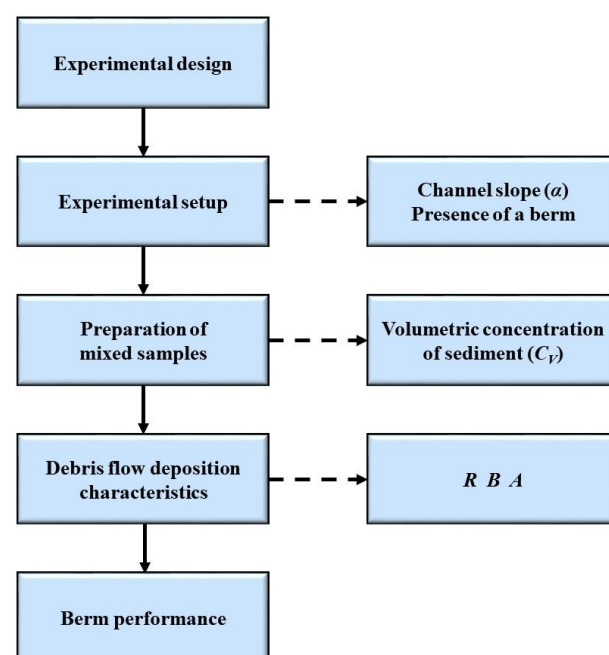 Experimental design
Experimental setup
Channel slope (α)
Presence of a berm
Preparation of
mixed samples
Volumetric concentration
of sediment (C_V)
Debris flow deposition
characteristics
R B A
Berm performance